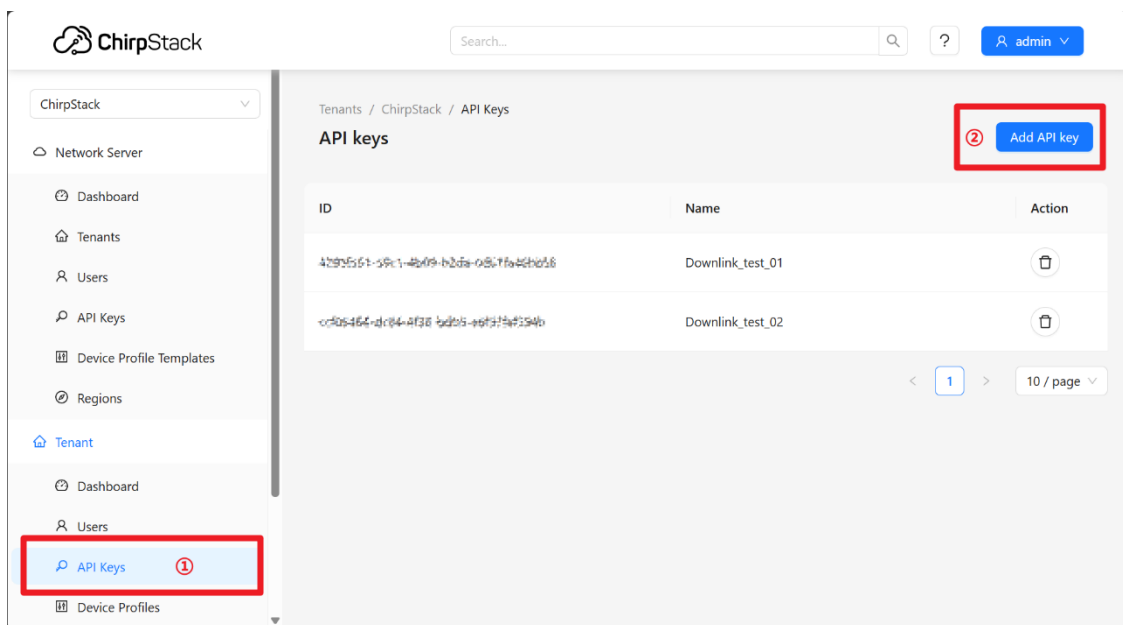 ChirpStack
Search...
?
admin
ChirpStack
Network Server
Dashboard
Tenants
Users
API Keys
Device Profile Templates
Regions
Tenant
Dashboard
Users
API Keys ①
Device Profiles
Tenants / ChirpStack / API Keys
API keys
② Add API key
ID Name Action
Downlink_test_01
Downlink_test_02
< 1 > 10 / page